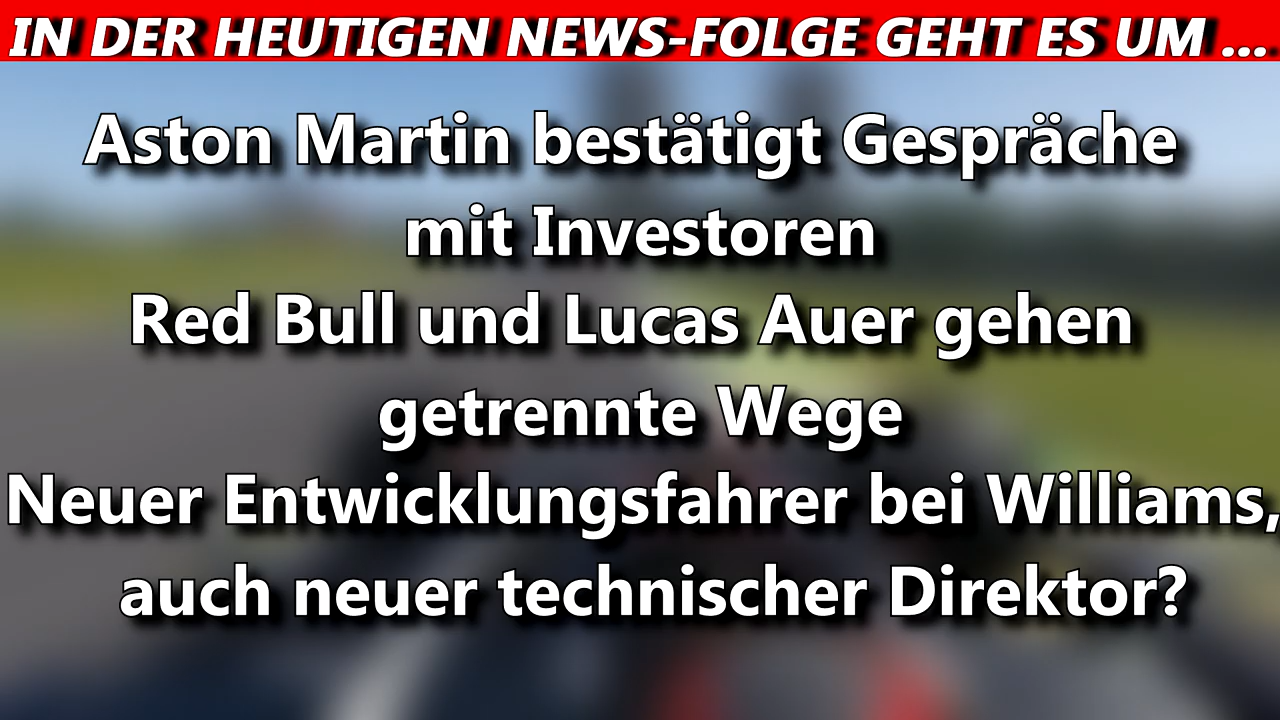 IN DER HEUTIGEN NEWS-FOLGE GEHT ES UM ...
Aston Martin bestätigt Gespräche
mit Investoren
Red Bull und Lucas Auer gehen
getrennte Wege
Neuer Entwicklungsfahrer bei Williams,
auch neuer technischer Direktor?